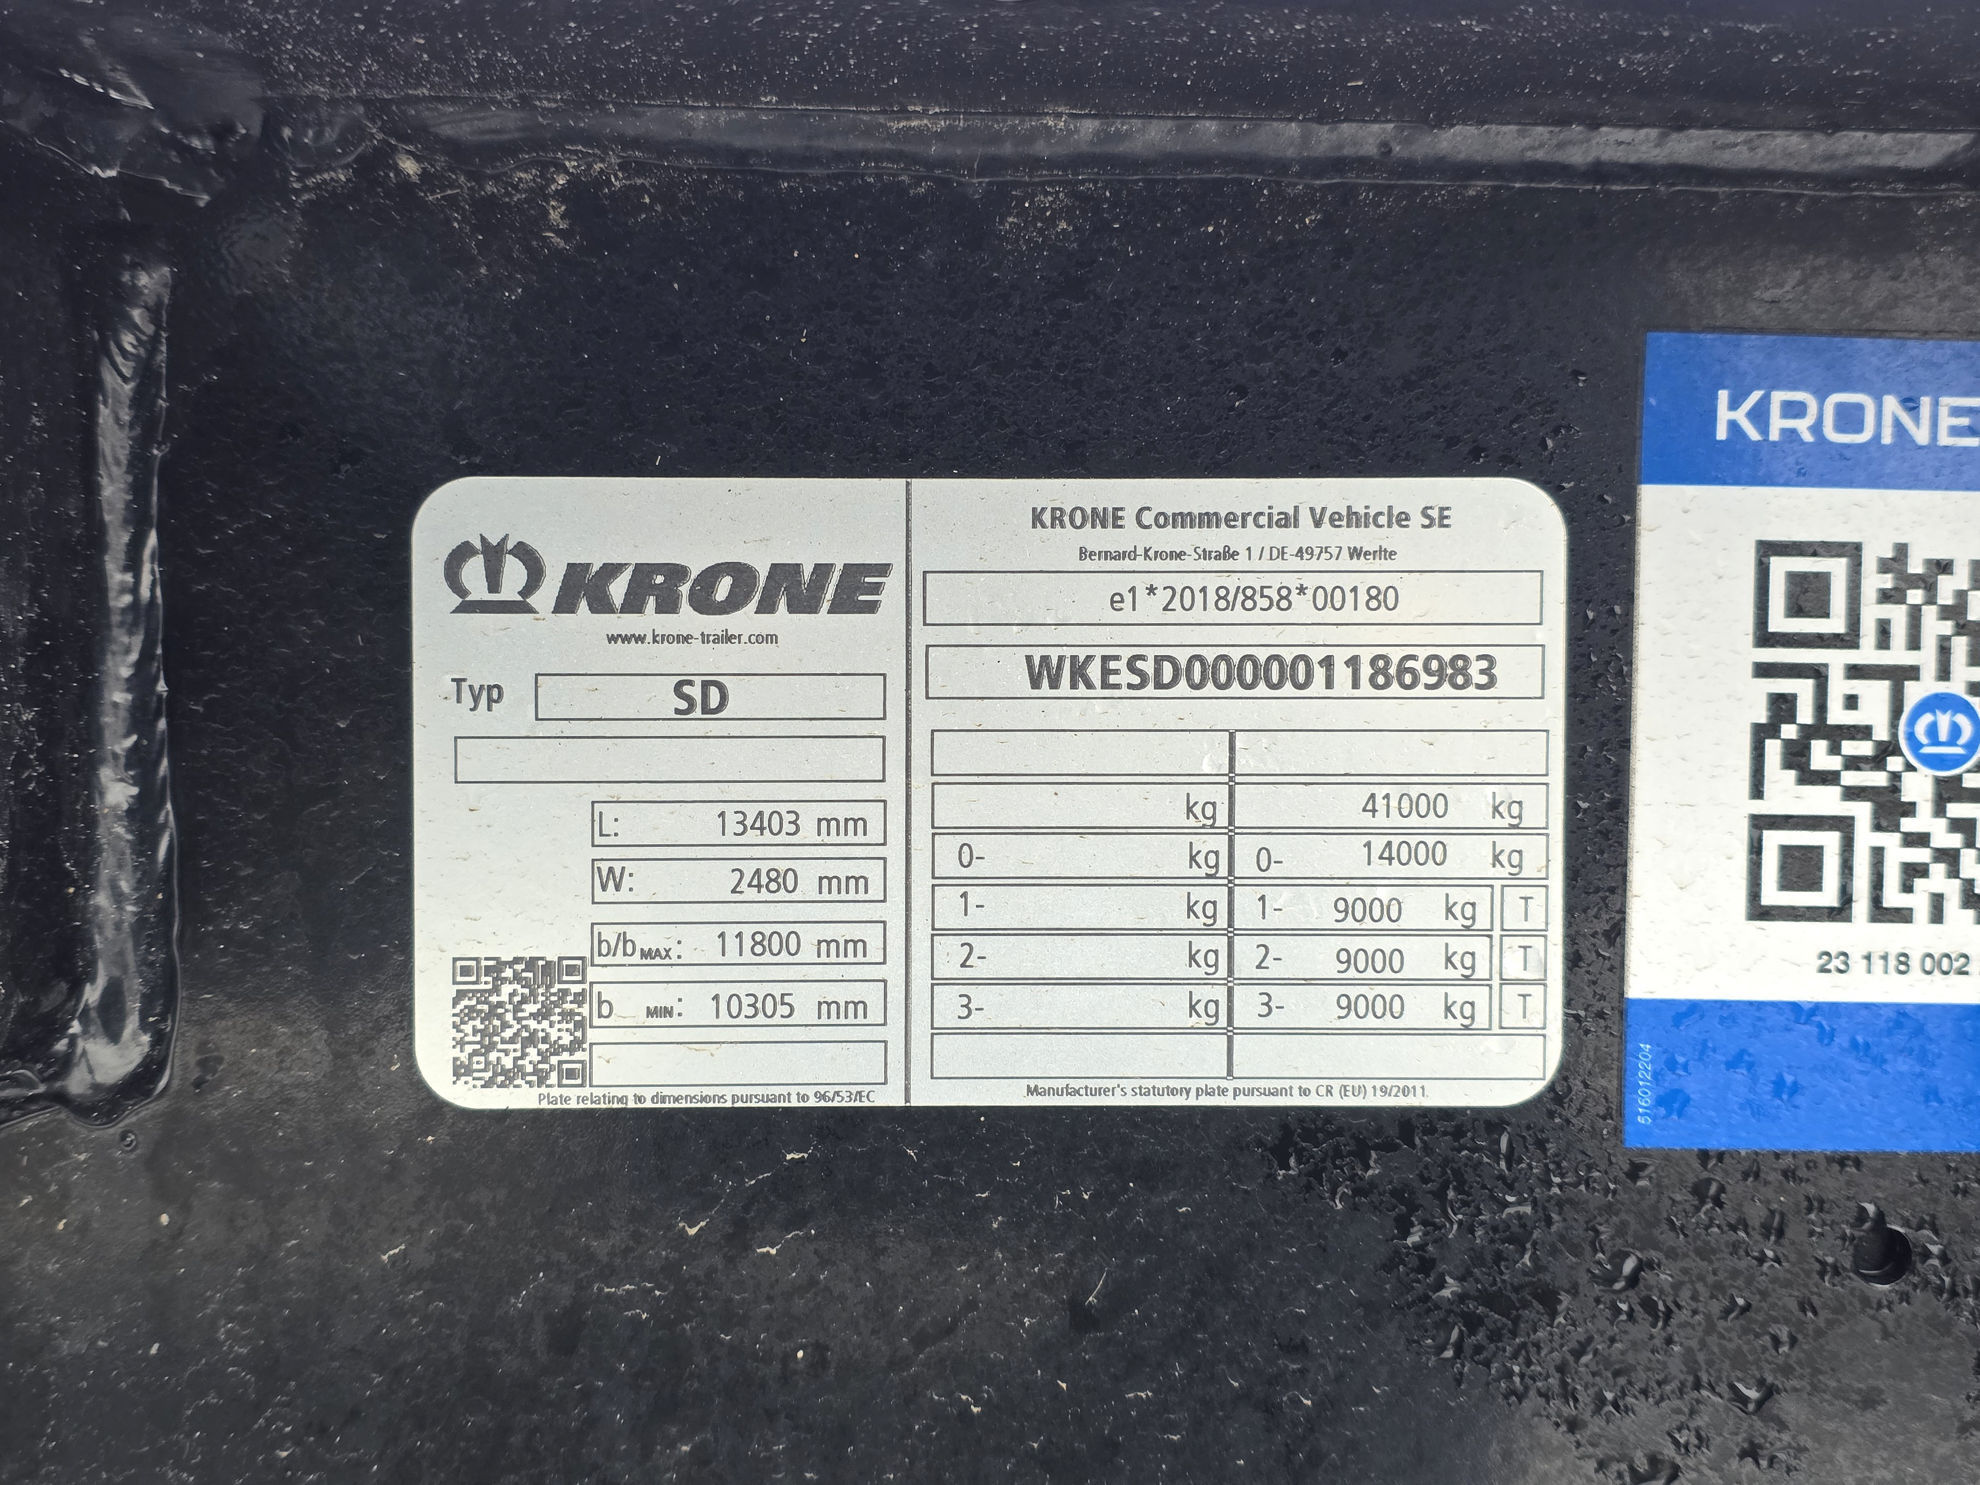 KRONE
www.krone-trailer.com
Typ SD
L: 13403 mm
W: 2480 mm
b/bMAX: 11800 mm
b MIN: 10305 mm
Plate relating to dimensions pursuant to 96/53/EC
KRONE Commercial Vehicle SE
Bernard-Krone-Straße 1 / DE-49757 Werlte
e1*2018/858*00180
WKESD000001186983
kg 41000 kg
0- kg 0- 14000 kg
1- kg 1- 9000 kg T
2- kg 2- 9000 kg T
3- kg 3- 9000 kg T
Manufacturer's statutory plate pursuant to CR (EU) 19/2011.
KRONE
23 118 002
516012204